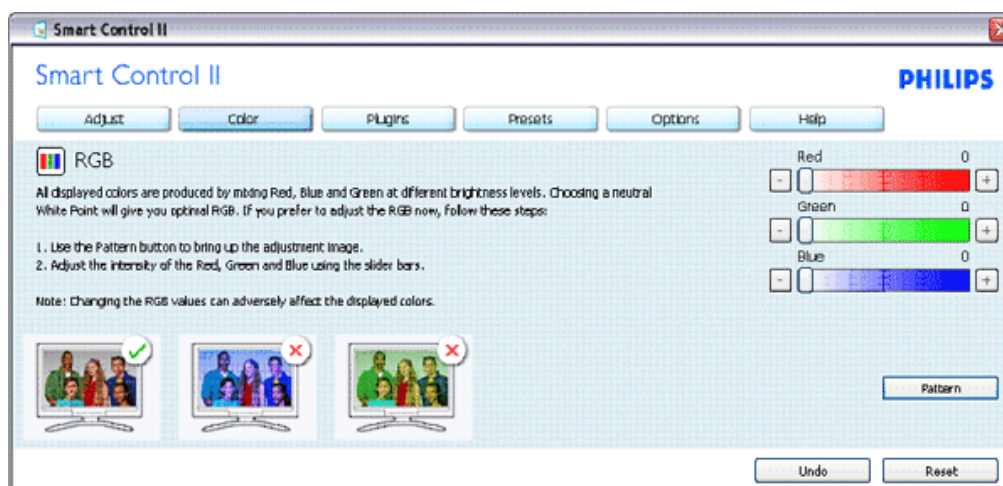 Smart Control II
Smart Control II
PHILIPS
Adjust Color Plugins Presets Options Help
RGB
All displayed colors are produced by mixing Red, Blue and Green at different brightness levels. Choosing a neutral
White Point will give you optimal RGB. If you prefer to adjust the RGB now, follow these steps:
1. Use the Pattern button to bring up the adjustment image.
2. Adjust the intensity of the Red, Green and Blue using the slider bars.
Note: Changing the RGB values can adversely affect the displayed colors.
Red 0
- +
Green 0
- +
Blue 0
- +
Pattern
Undo Reset